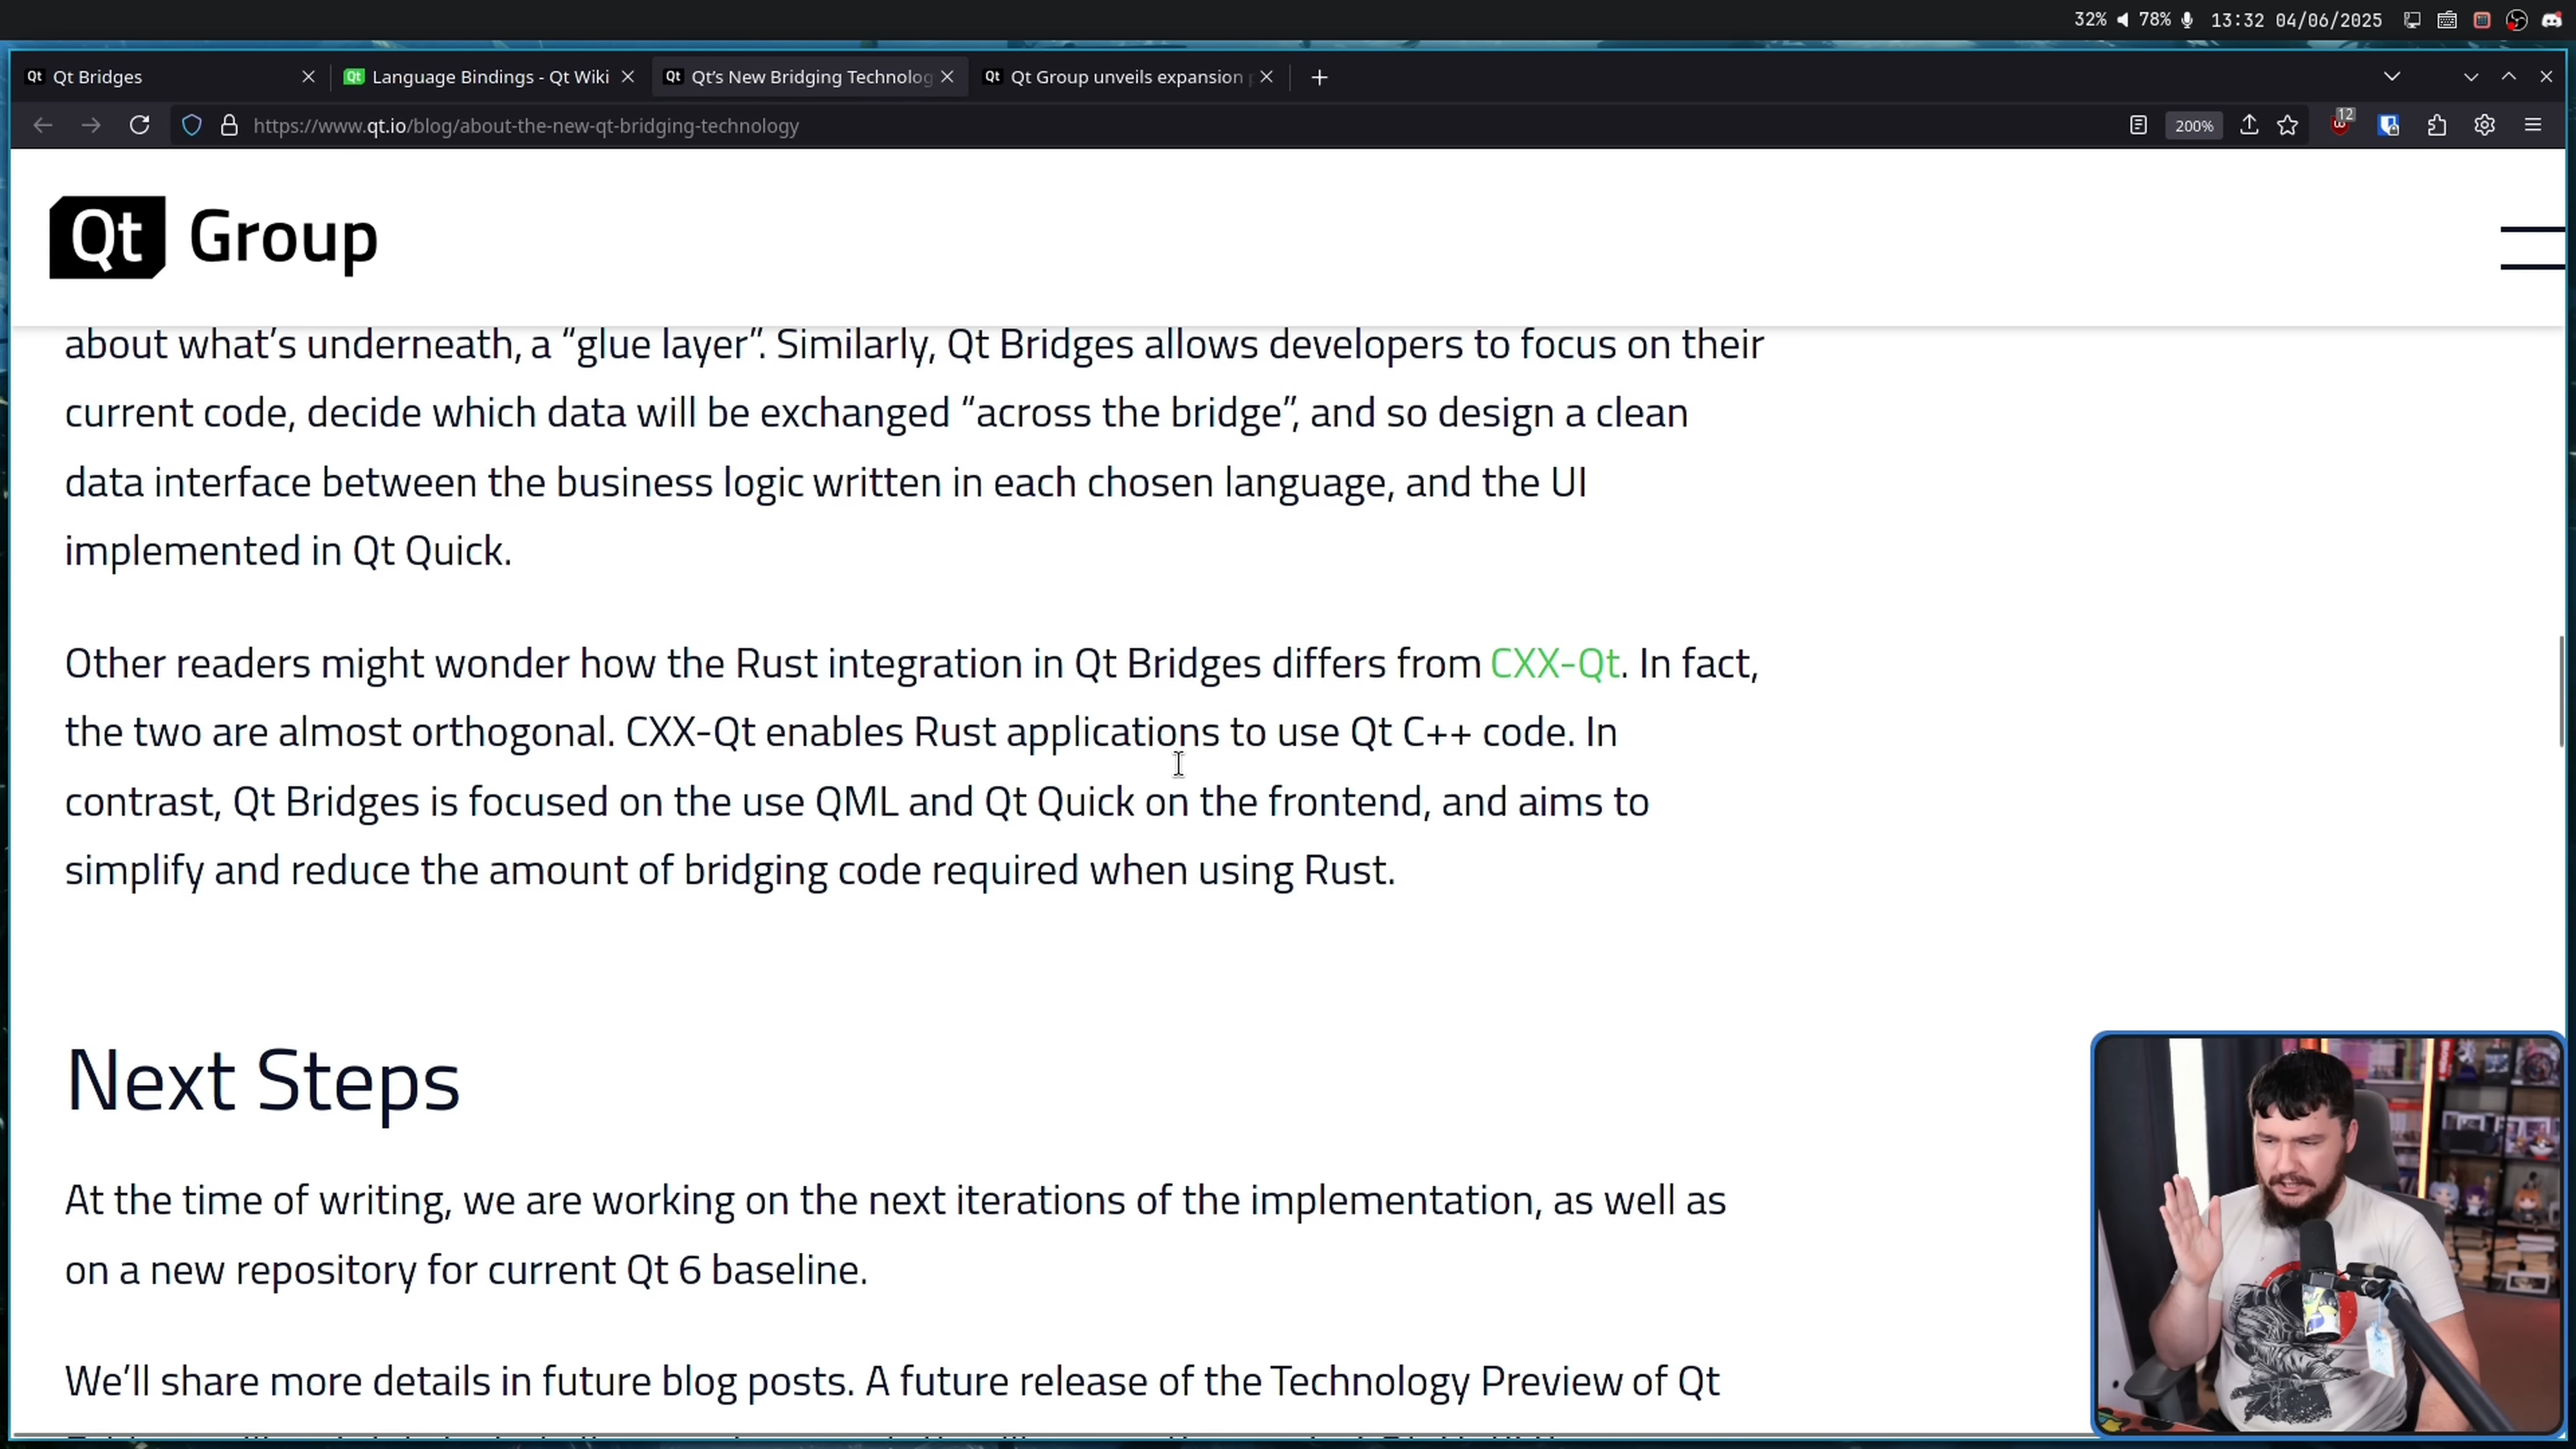 32% 78% 13:32 04/06/2025
Qt Qt Bridges
Qt Language Bindings - Qt Wiki
Qt Qt's New Bridging Technolog
Qt Qt Group unveils expansion
https://www.qt.io/blog/about-the-new-qt-bridging-technology
200%
12
Qt Group
about what's underneath, a “glue layer”. Similarly, Qt Bridges allows developers to focus on their
current code, decide which data will be exchanged “across the bridge”, and so design a clean
data interface between the business logic written in each chosen language, and the UI
implemented in Qt Quick.
Other readers might wonder how the Rust integration in Qt Bridges differs from CXX-Qt. In fact,
the two are almost orthogonal. CXX-Qt enables Rust applications to use Qt C++ code. In
contrast, Qt Bridges is focused on the use QML and Qt Quick on the frontend, and aims to
simplify and reduce the amount of bridging code required when using Rust.
Next Steps
At the time of writing, we are working on the next iterations of the implementation, as well as
on a new repository for current Qt 6 baseline.
We'll share more details in future blog posts. A future release of the Technology Preview of Qt